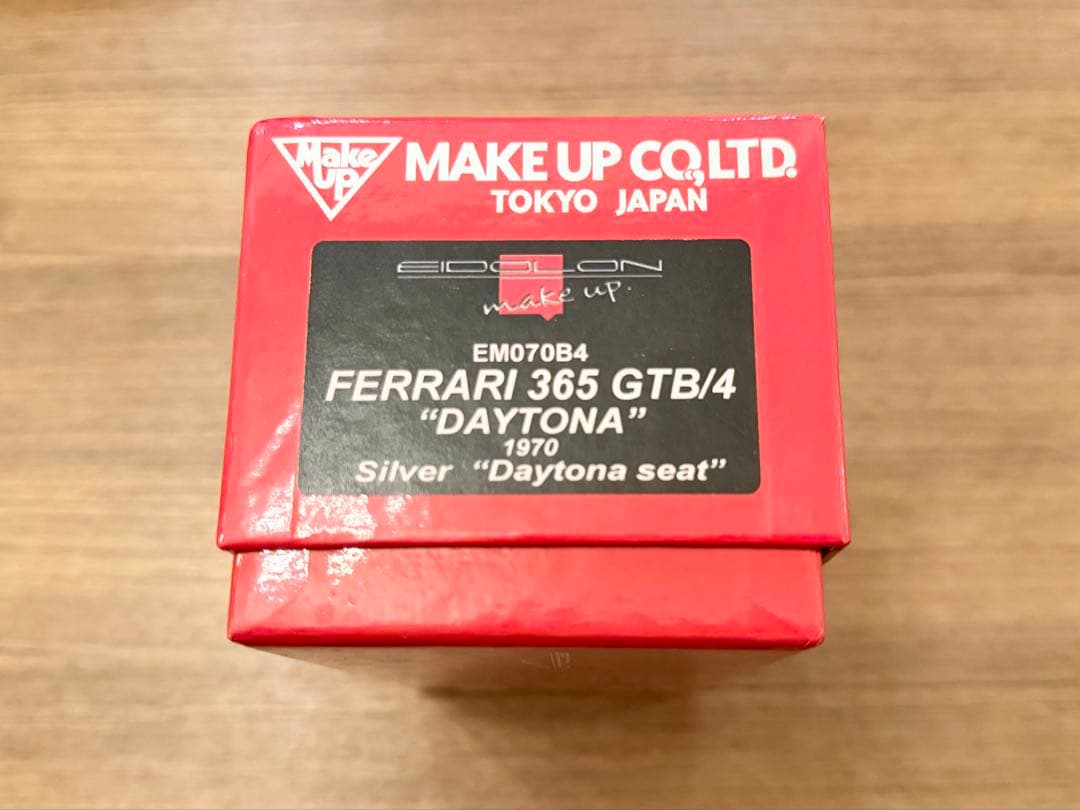 Make UP MAKE UP CO., LTD.
TOKYO JAPAN
EIDOLON
make up.
EM070B4
FERRARI 365 GTB/4
“DAYTONA”
1970
Silver “Daytona seat”